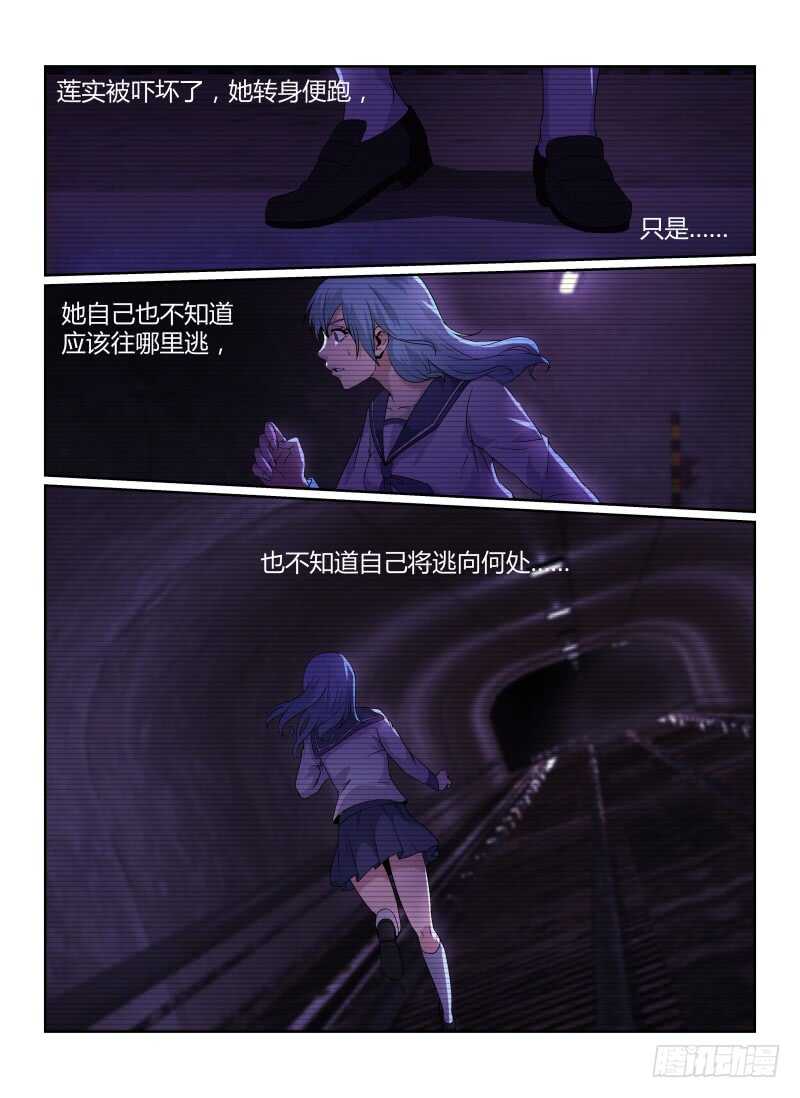 莲实被吓坏了，她转身便跑，
只是……
她自己也不知道
应该往哪里逃，
也不知道自己将逃向何处……
腾讯动漫